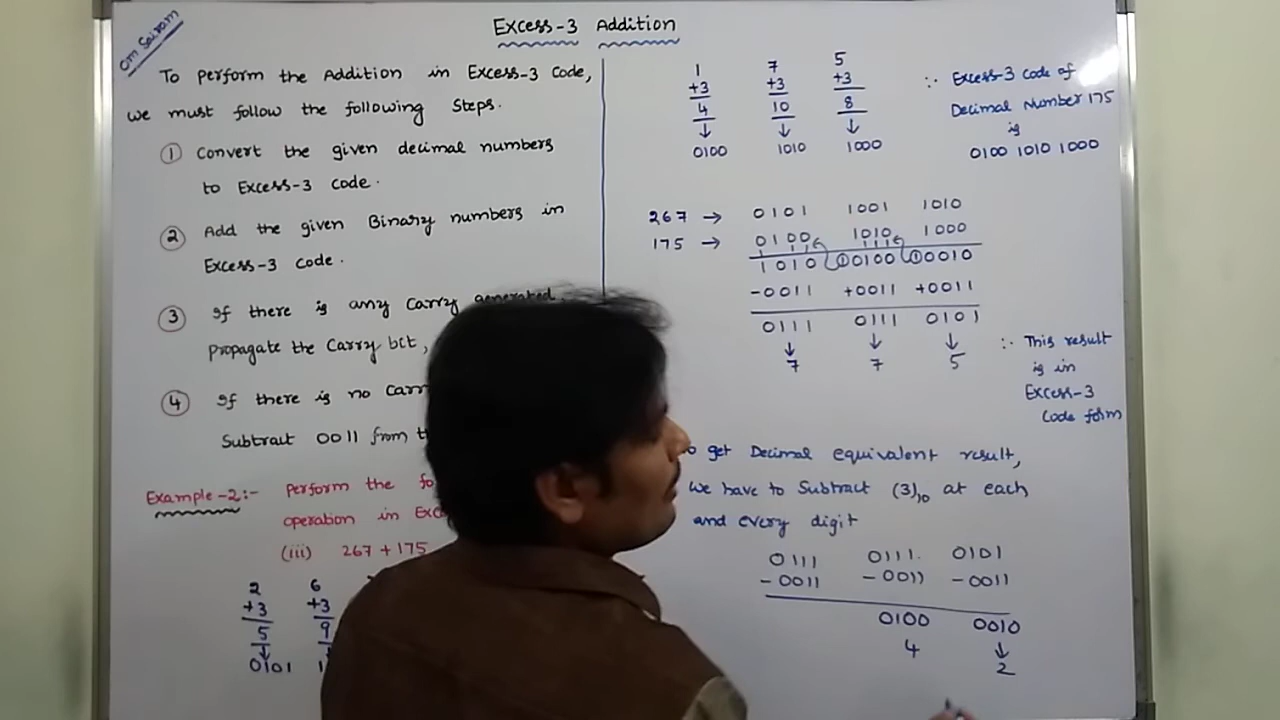 Om Sairam
Excess-3 Addition
To perform the Addition in Excess-3 Code,
we must follow the following steps.
1 Convert the given decimal numbers
to Excess-3 code.
2 Add the given Binary numbers in
Excess-3 code.
3 If there is any carry generated,
propagate the carry bit,
4 If there is no
Subtract 0011 from
Example-2:- Perform the
operation in
(iii) 267 + 175
2 6
+3 +3
5 9
↓ ↓
0101
1 7 5
+3 +3 +3
4 10 8
↓ ↓ ↓
0100 1010 1000
∴ Excess-3 code of
Decimal Number 175
is
0100 1010 1000
267 → 0101 1001 1010
175 → 0100 1010 1000
1 1 1 1 1 1
1010 ①0100 ①0010
-0011 +0011 +0011
0111 0111 0101
↓ ↓ ↓
7 7 5
∴ This result
is in
Excess-3
Code form
get Decimal equivalent result,
we have to subtract (3)₁₀ at each
and every digit
0111 0111. 0101
-0011 -0011 -0011
0100 0010
4 ↓
2